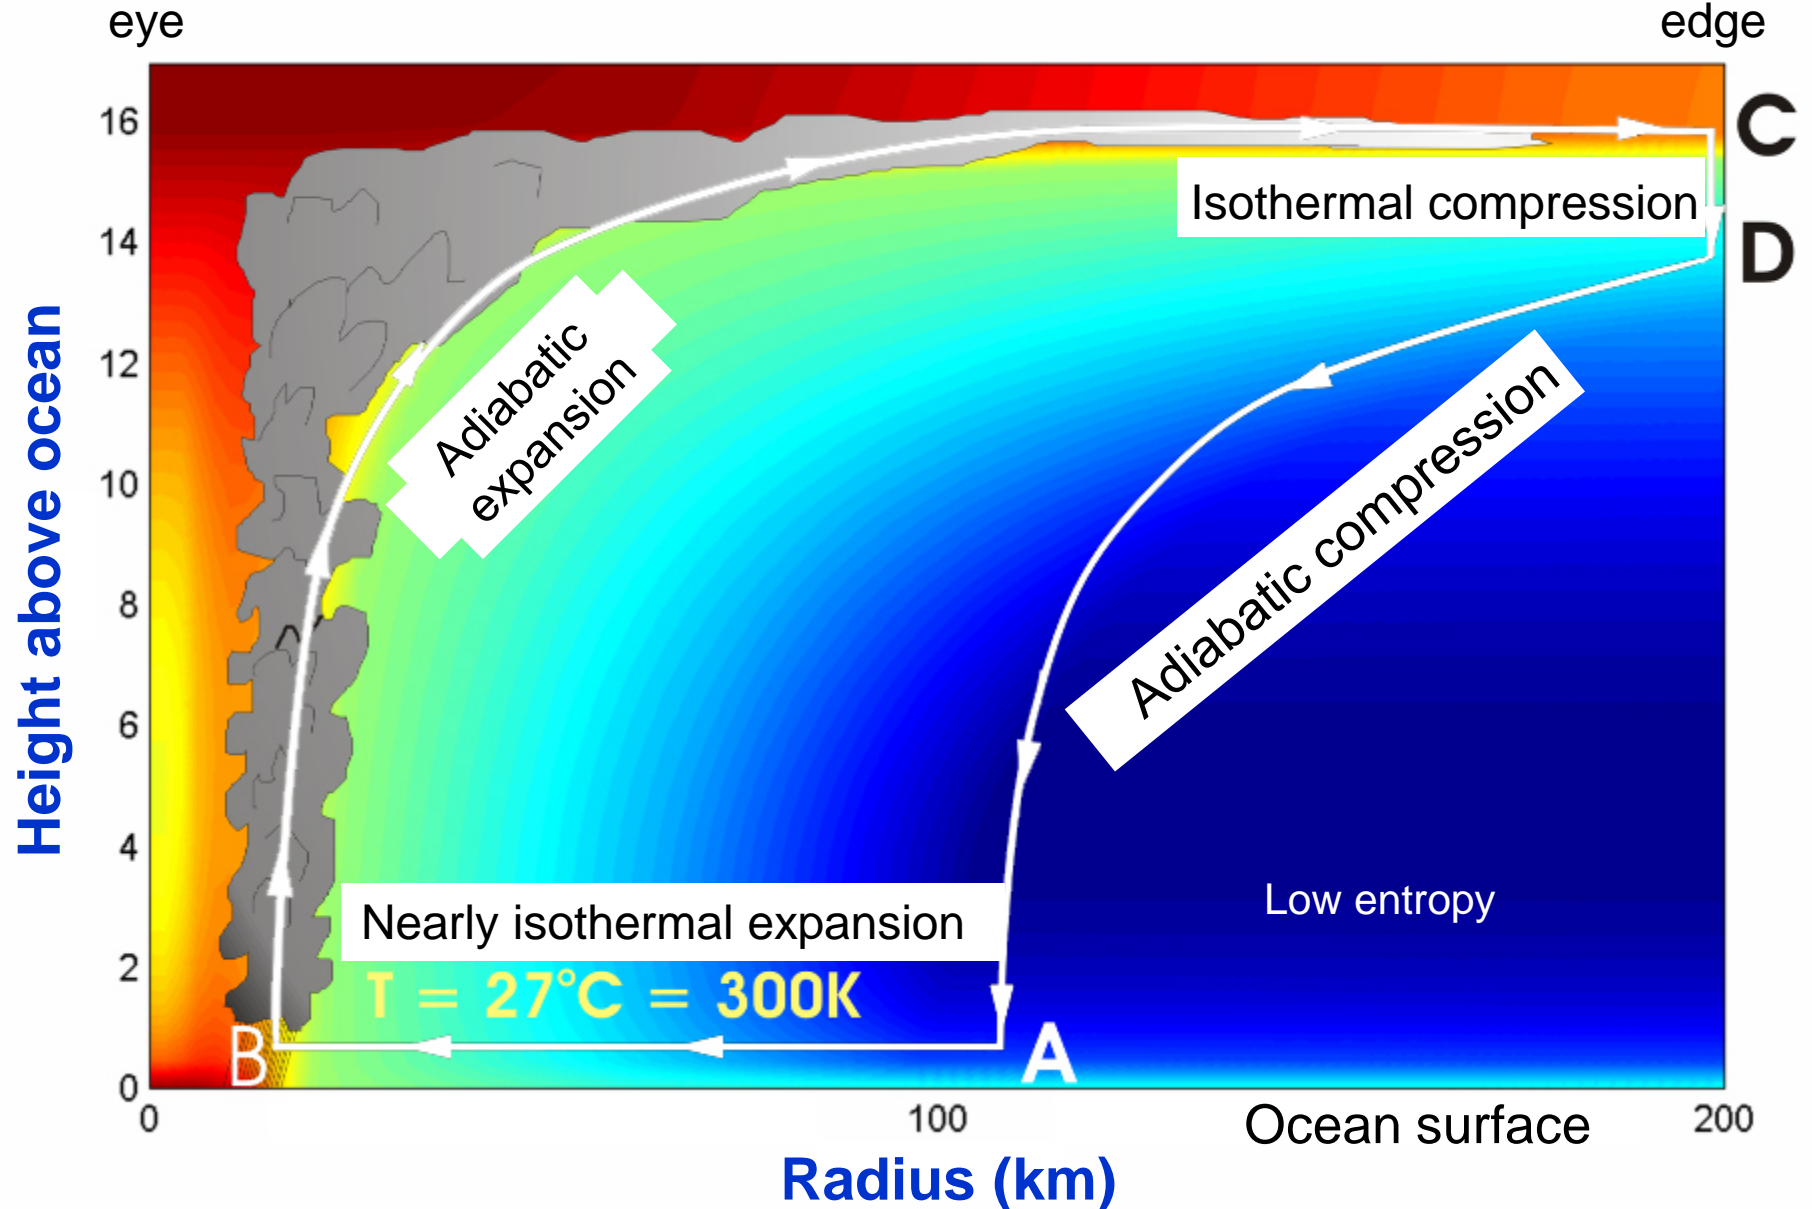 eye
edge
16
C
Isothermal compression
14
D
12
Adiabatic
expansion
10
Adiabatic compression
Height above ocean
8
6
4
Low entropy
Nearly isothermal expansion
2
T = 27°C = 300K
B
A
0
0
100
Ocean surface
200
Radius (km)